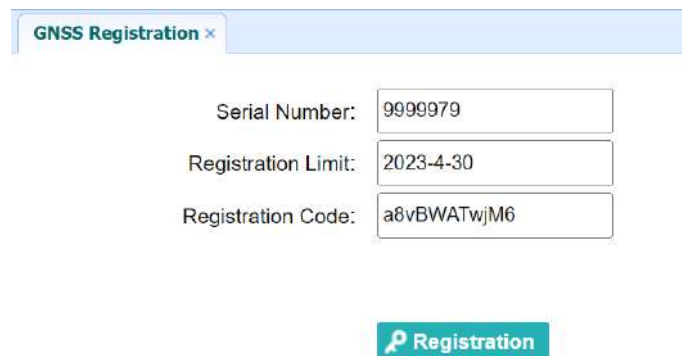 GNSS Registration ×
Serial Number: 9999979
Registration Limit: 2023-4-30
Registration Code: a8vBWATwjM6
Registration